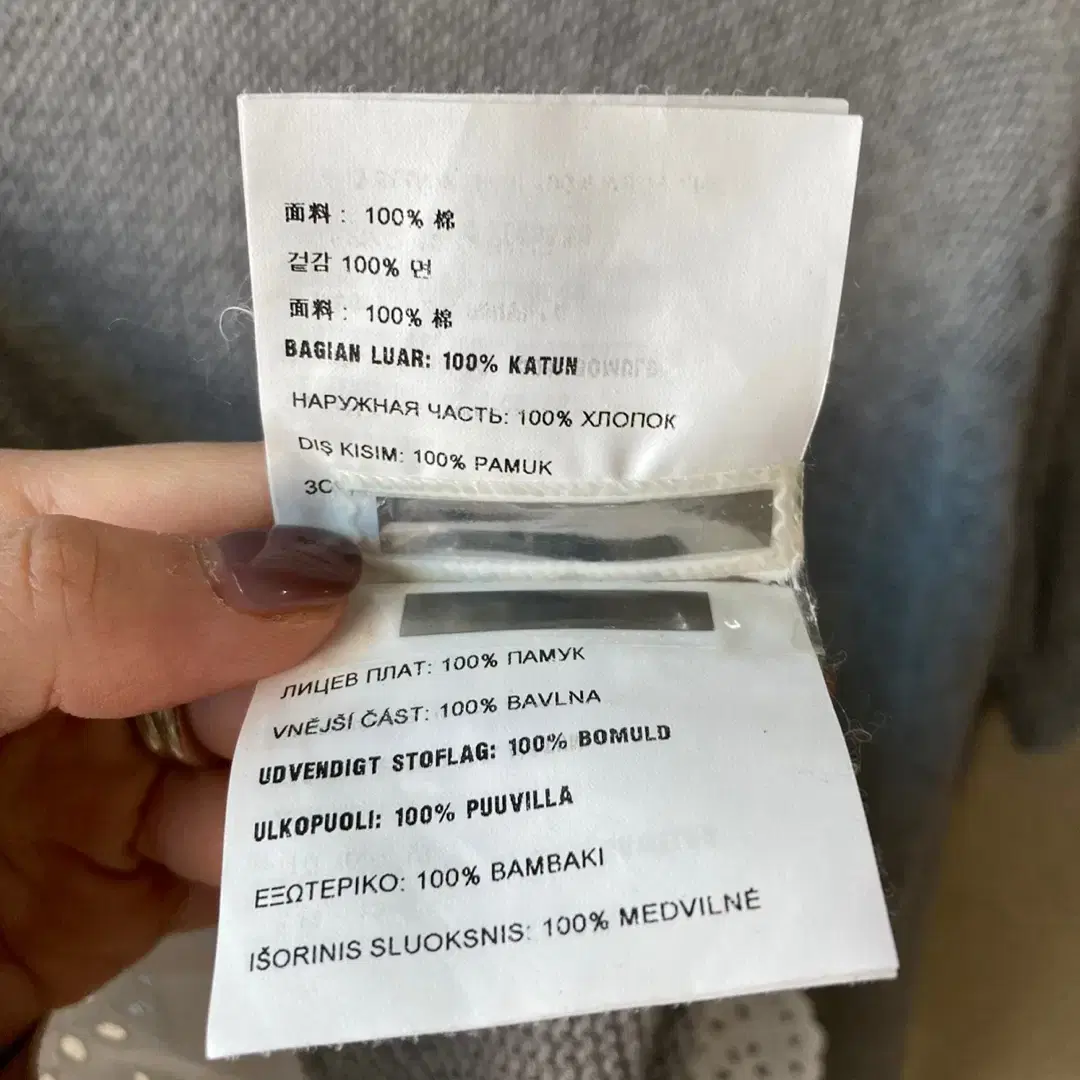 面料： 100% 棉
겉감 100% 면
面料： 100% 棉
BAGIAN LUAR: 100% KATUN
НАРУЖНАЯ ЧАСТЬ: 100% ХЛОПОК
DIŞ KISIM: 100% PAMUK
ЛИЦЕВ ПЛАТ: 100% ПАМУК
VNĚJŠÍ ČÁST: 100% BAVLNA
UDVENDIGT STOFLAG: 100% BOMULD
ULKOPUOLI: 100% PUUVILLA
ΕΞΩΤΕΡΙΚΟ: 100% ΒΑΜΒΑΚΙ
IŠORINIS SLUOKSNIS: 100% MEDVILNĖ